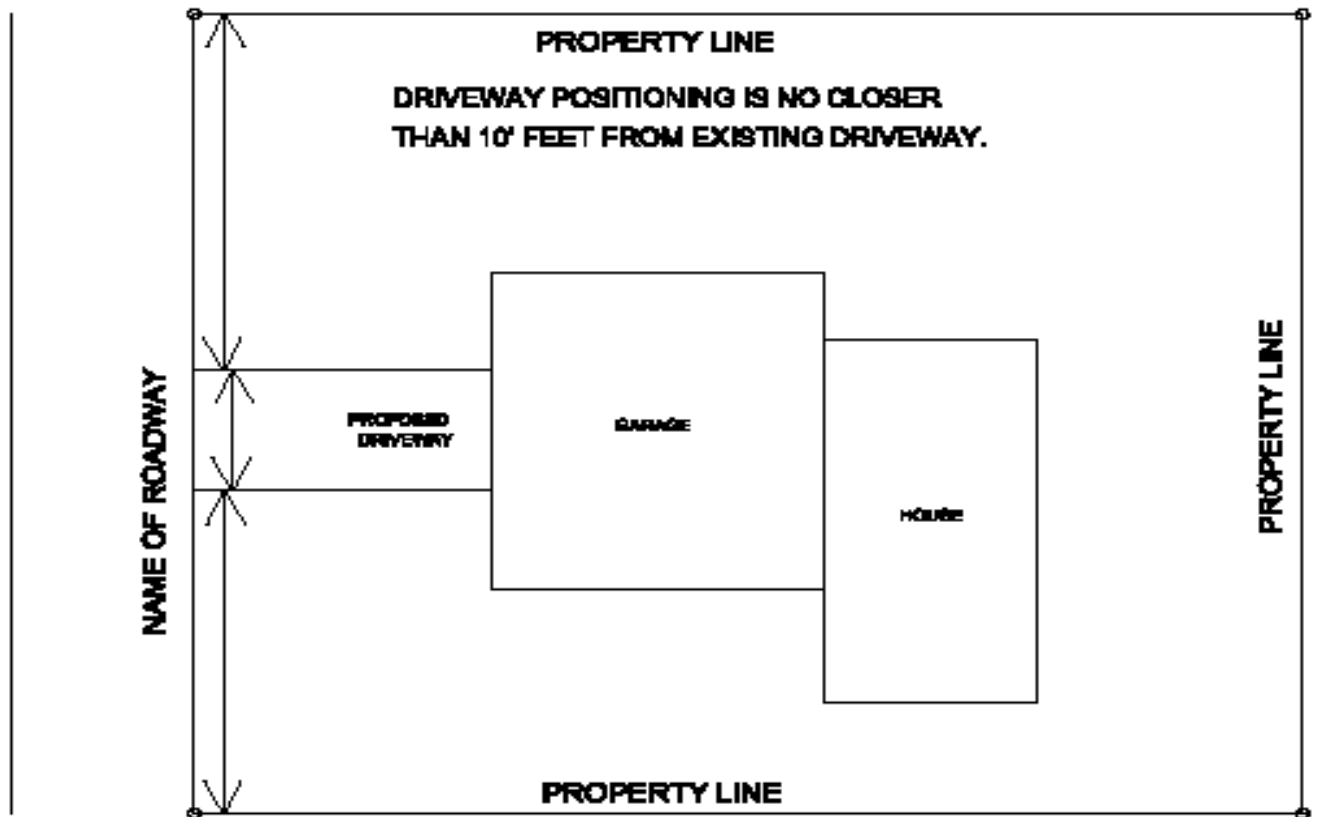 PROPERTY LINE
DRIVEWAY POSITIONING IS NO CLOSER
THAN 10' FEET FROM EXISTING DRIVEWAY.
NAME OF ROADWAY
PROPOSED
DRIVEWAY
GARAGE
HOUSE
PROPERTY LINE
PROPERTY LINE